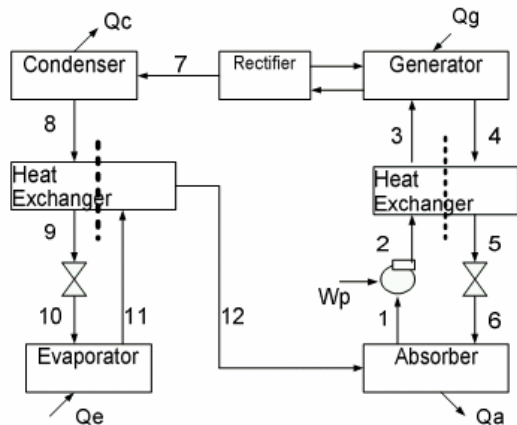 Qc
Qg
Condenser
7
Rectifier
Generator
8
3
4
Heat
Exchanger
Heat
Exchanger
9
2
5
Wp
10
11
12
1
6
Evaporator
Absorber
Qe
Qa